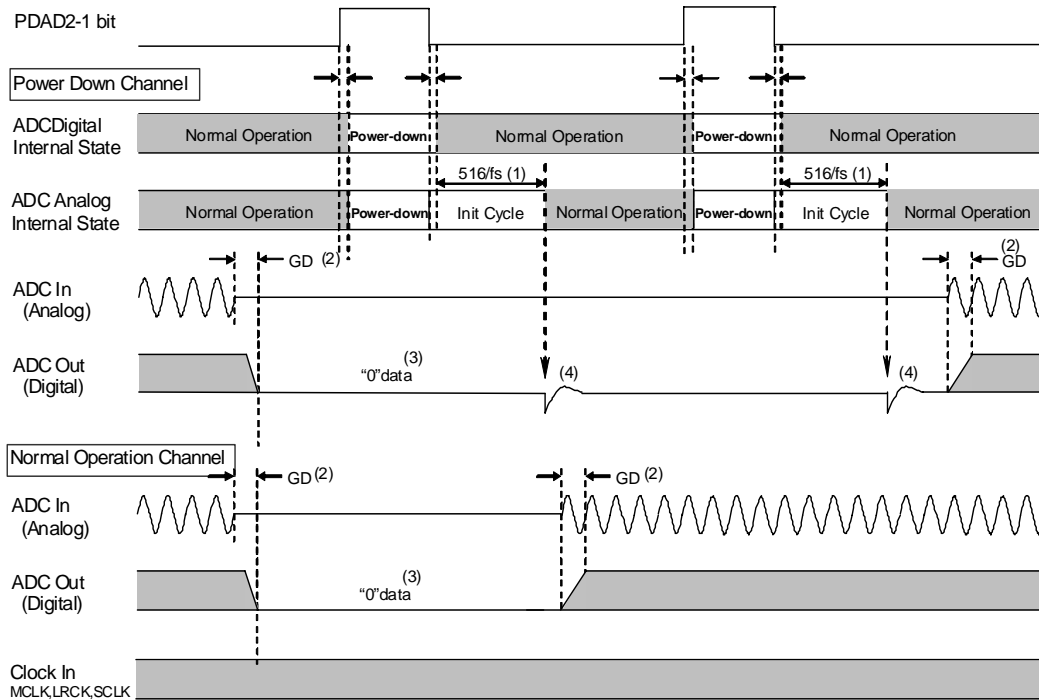 PDAD2-1 bit
Power Down Channel
ADCDigital
Internal State
Normal Operation
Power-down
Normal Operation
Power-down
Normal Operation
516/fs (1)
516/fs (1)
ADC Analog
Internal State
Normal Operation
Power-down
Init Cycle
Normal Operation
Power-down
Init Cycle
Normal Operation
GD (2)
(2)
GD
ADC In
(Analog)
ADC Out
(Digital)
(3)
“0”data
(4)
(4)
Normal Operation Channel
GD (2)
GD (2)
ADC In
(Analog)
ADC Out
(Digital)
(3)
“0”data
Clock In
MCLK,LRCK,SCLK